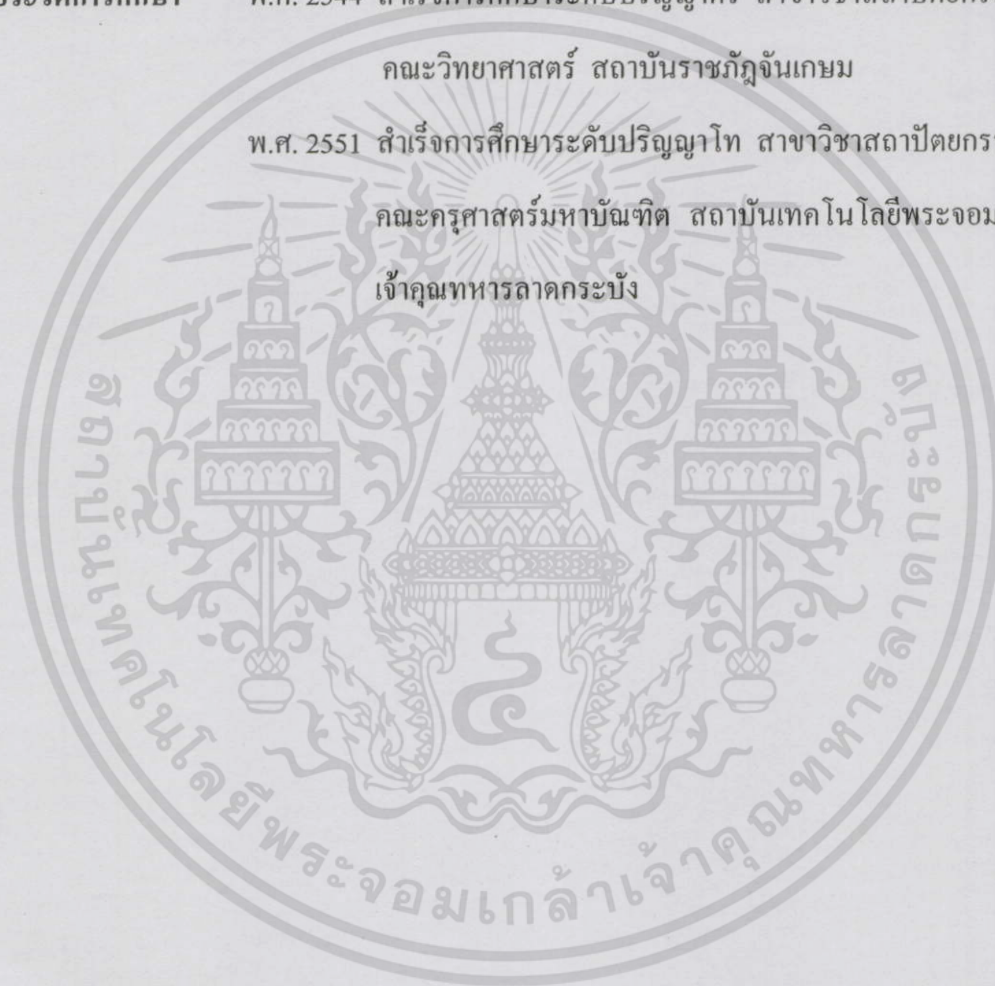 คณะวิทยาศาสตร์ สถาบันราชภัฏจันเกษม
พ.ศ. 2551 สำเร็จการศึกษาระดับปริญญาโท สาขาวิชาสถาปัตยกร
คณะครุศาสตร์มหาบัณฑิต สถาบันเทคโนโลยีพระจอม
เจ้าคุณทหารลาดกระบัง
สถาบันเทคโนโลยีพระจอมเกล้าเจ้าคุณทหารลาดกระบัง
๔